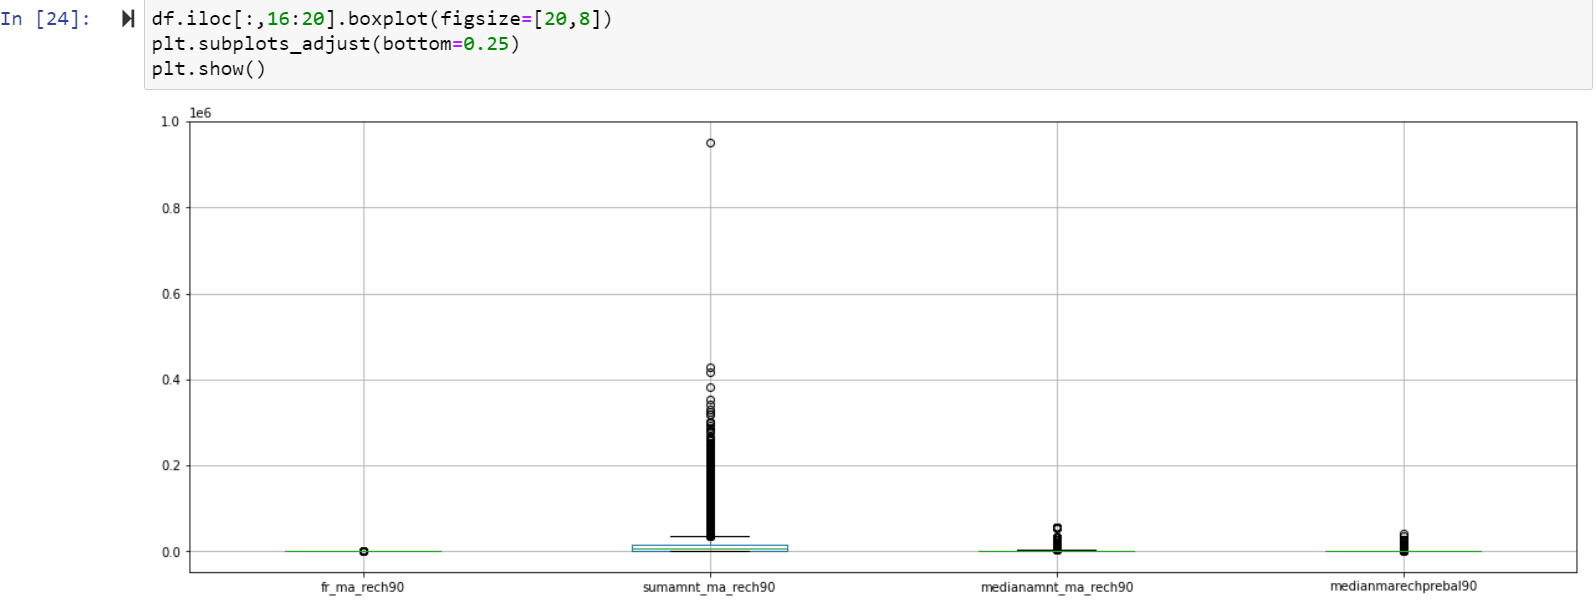 In [24]:
df.iloc[:,16:20].boxplot(figsize=[20,8])
plt.subplots_adjust(bottom=0.25)
plt.show()
1e6
1.0
0.8
0.6
0.4
0.2
0.0
fr_ma_rech90 sumamnt_ma_rech90 medianamnt_ma_rech90 medianmarechprebal90